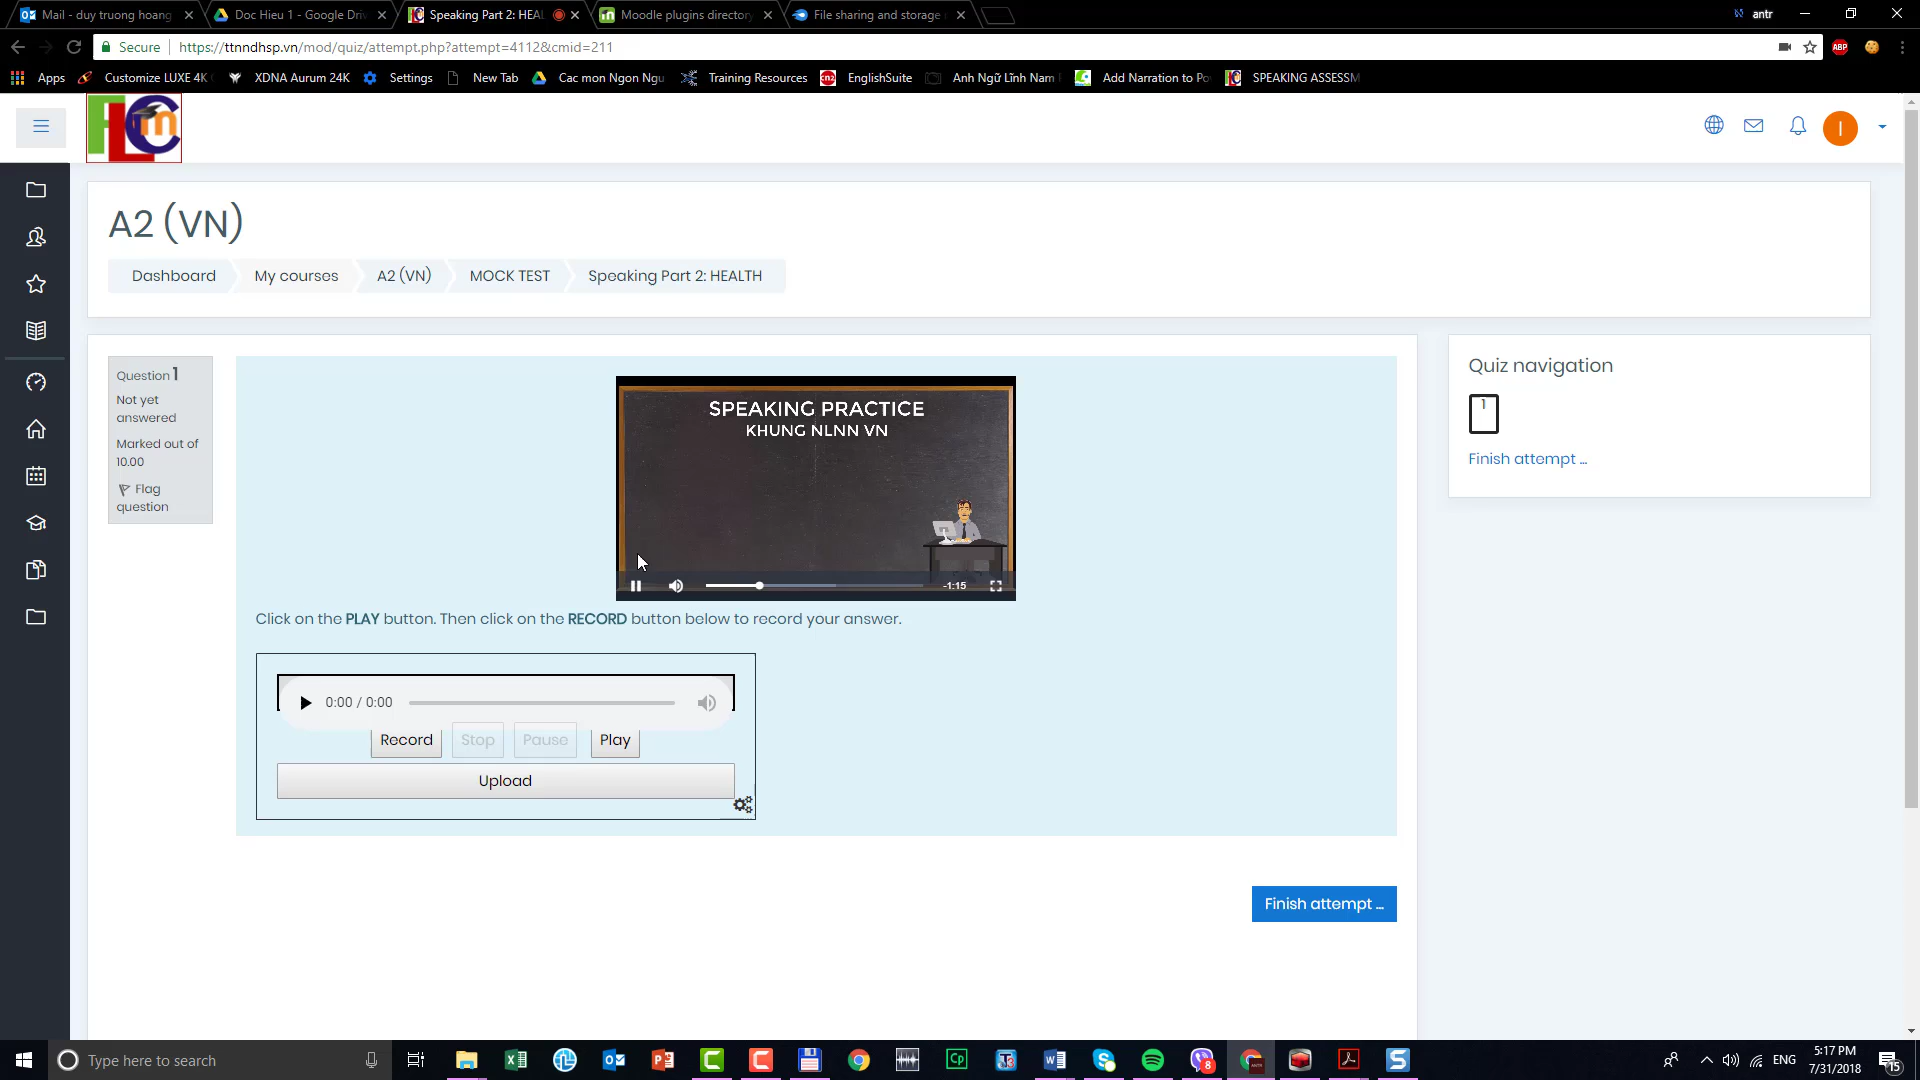 Mail - duy truong hoang
Doc Hieu 1 - Google Driv
Speaking Part 2: HEAL
Moodle plugins directory
File sharing and storage
antr
Secure
https://ttnndhsp.vn/mod/quiz/attempt.php?attempt=4112&cmid=211
ABP
Apps
Customize LUXE 4K
XDNA Aurum 24K
Settings
New Tab
Cac mon Ngon Ngu
Training Resources
EnglishSuite
Anh Ngữ Lĩnh Nam
Add Narration to Po
SPEAKING ASSESSM
FLC m
I
A2 (VN)
Dashboard
My courses
A2 (VN)
MOCK TEST
Speaking Part 2: HEALTH
Question 1
Not yet
answered
Marked out of
10.00
Flag
question
SPEAKING PRACTICE
KHUNG NLNN VN
-1:15
Click on the PLAY button. Then click on the RECORD button below to record your answer.
0:00 / 0:00
Record
Stop
Pause
Play
Upload
Finish attempt ...
Quiz navigation
1
Finish attempt ...
Type here to search
ENG
5:17 PM
7/31/2018
15